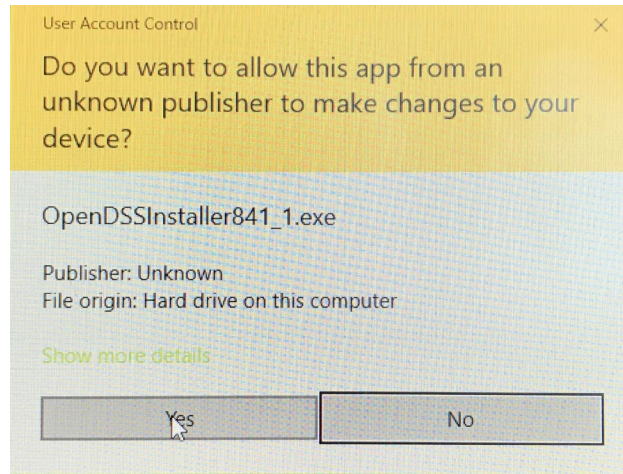 User Account Control
Do you want to allow this app from an
unknown publisher to make changes to your
device?
OpenDSSInstaller841_1.exe
Publisher: Unknown
File origin: Hard drive on this computer
Show more details
Yes
No